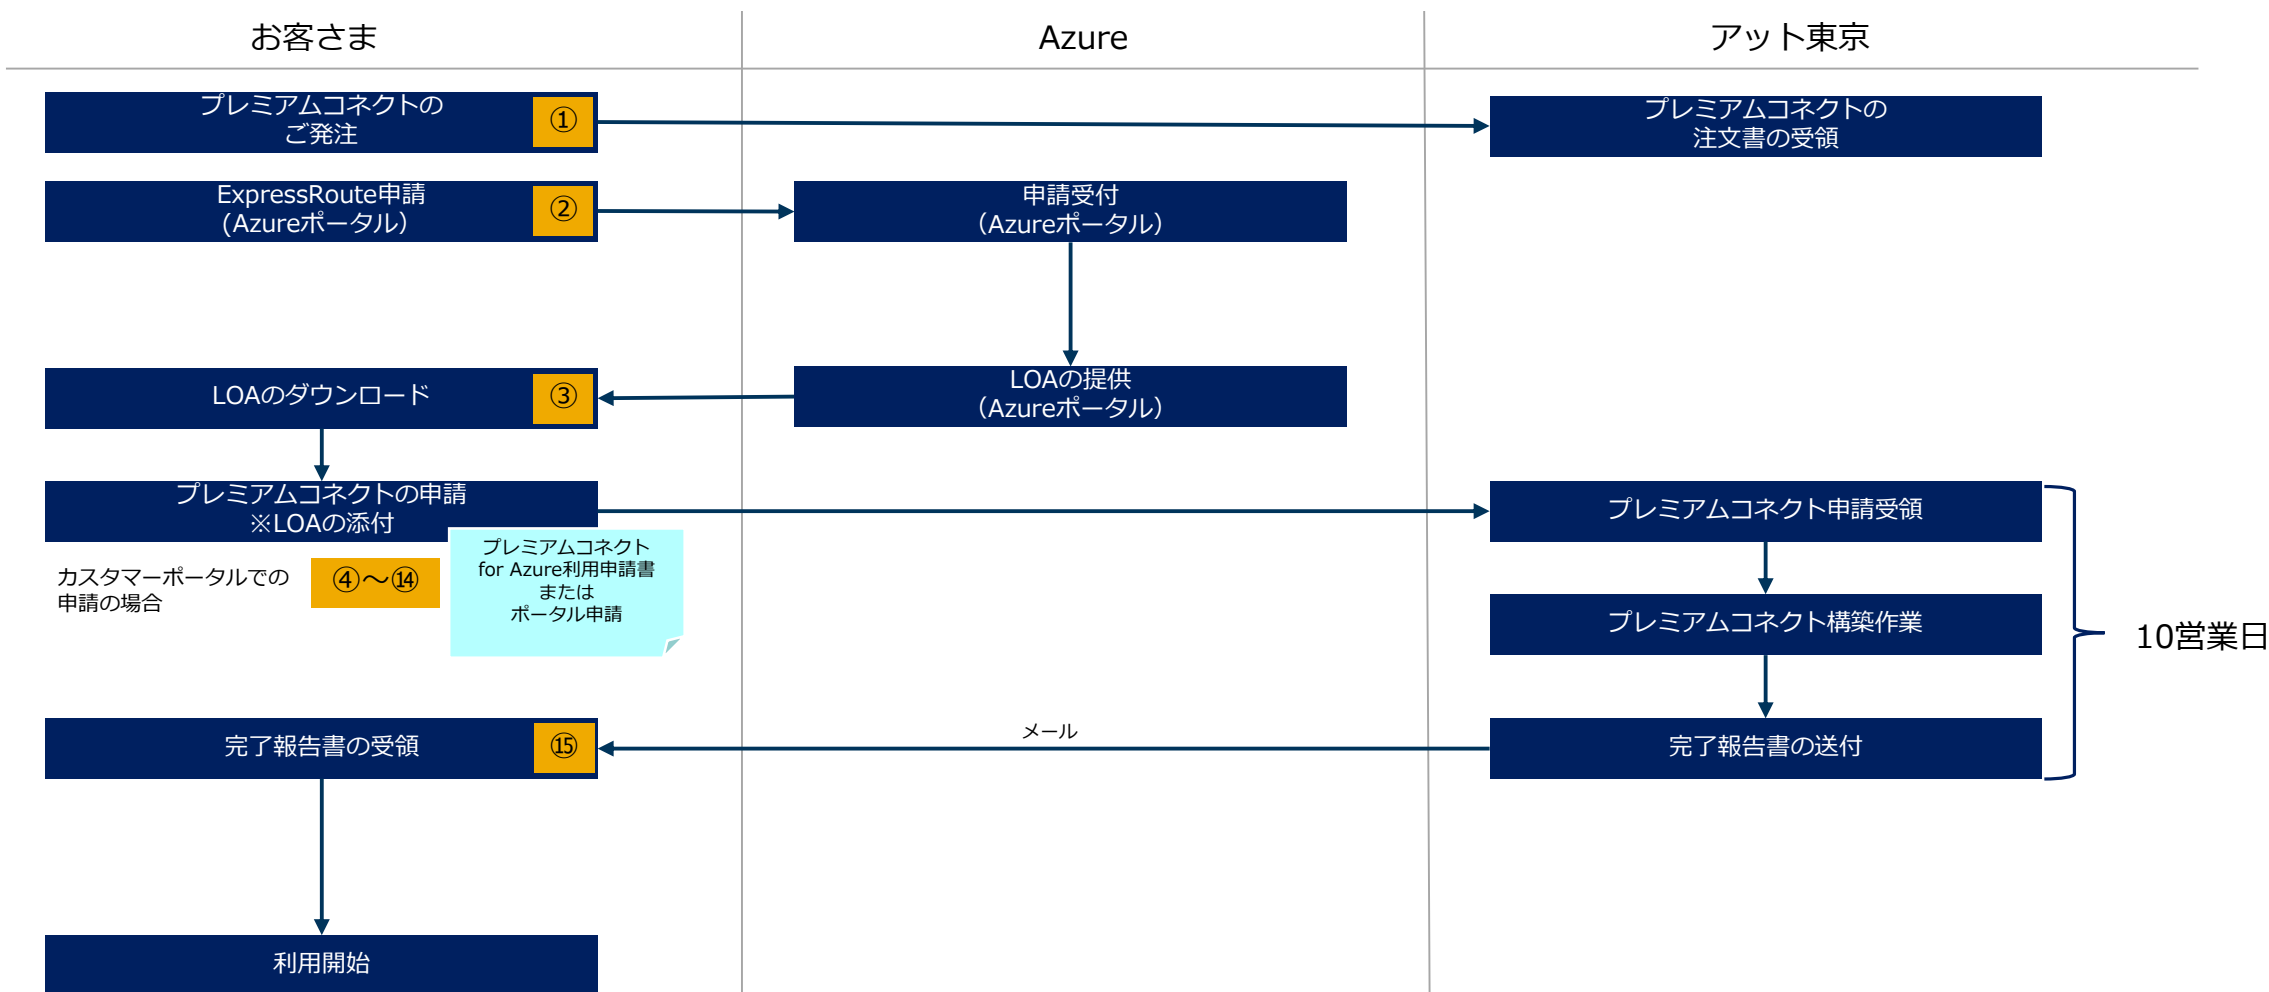 お客さま
Azure
アット東京
プレミアムコネクトの
ご発注
①
プレミアムコネクトの
注文書の受領
ExpressRoute申請
(Azureポータル）
②
申請受付
（Azureポータル）
LOAのダウンロード
③
LOAの提供
（Azureポータル）
プレミアムコネクトの申請
※LOAの添付
プレミアムコネクト申請受領
カスタマーポータルでの
申請の場合
④～⑭
プレミアムコネクト
for Azure利用申請書
または
ポータル申請
プレミアムコネクト構築作業
10営業日
完了報告書の受領
⑮
メール
完了報告書の送付
利用開始